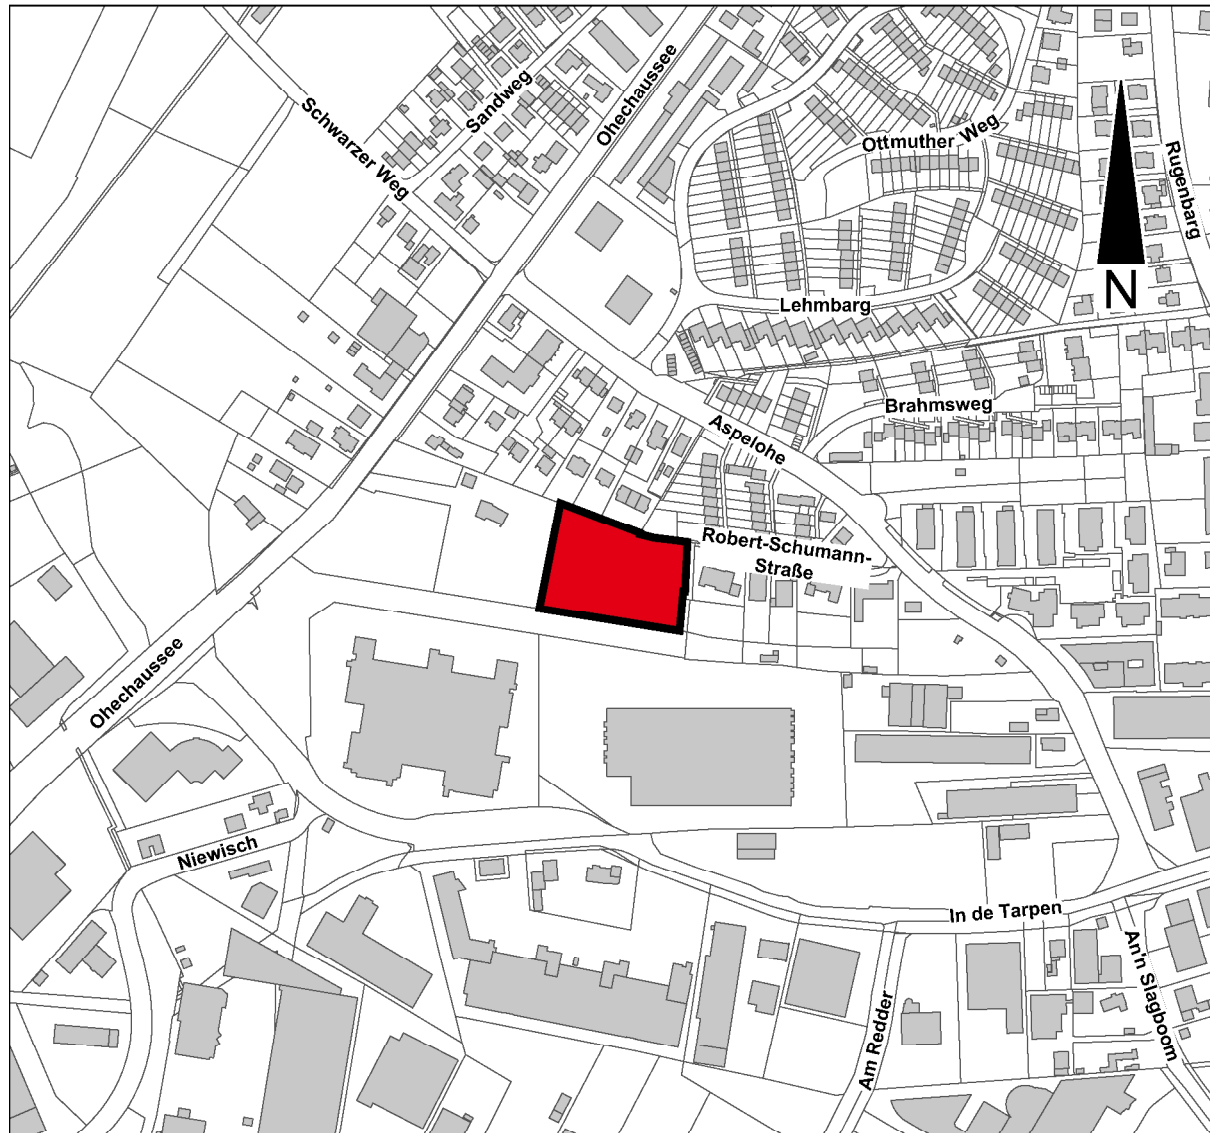 Sandweg
Ohechaussee
Schwarzer Weg
Ottmuther Weg
Rugenbarg
N
Lehmbarg
Brahmsweg
Aspelohe
Robert-Schumann-
Straße
Ohechaussee
Niewisch
In de Tarpen
An'n Slagboom
Am Redder